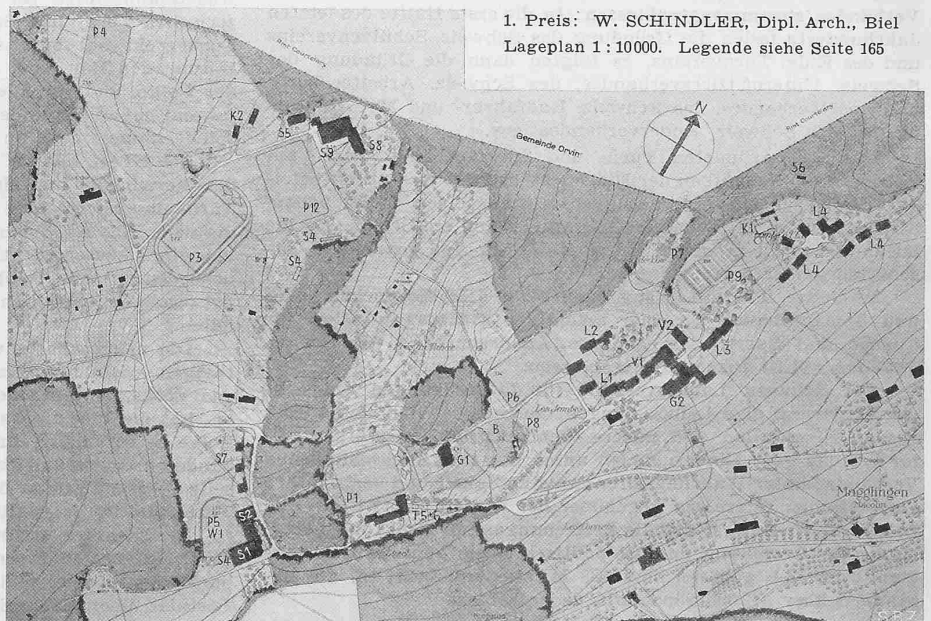 1. Preis: W. SCHINDLER, Dipl. Arch., Biel
Lageplan 1 : 10000. Legende siehe Seite 165
P4
N
Gemeinde Orvin
K2
S5
S9
S8
S6
P12
P3
S4
S4
K1
L4
L4
L4
P7
P9
L2
V2
L1
V1
L3
G2
P6
B
P8
S7
G1
P1
T5+6
P5
W1
S2
S4
S1
Magglingen
Macolin
SBZ